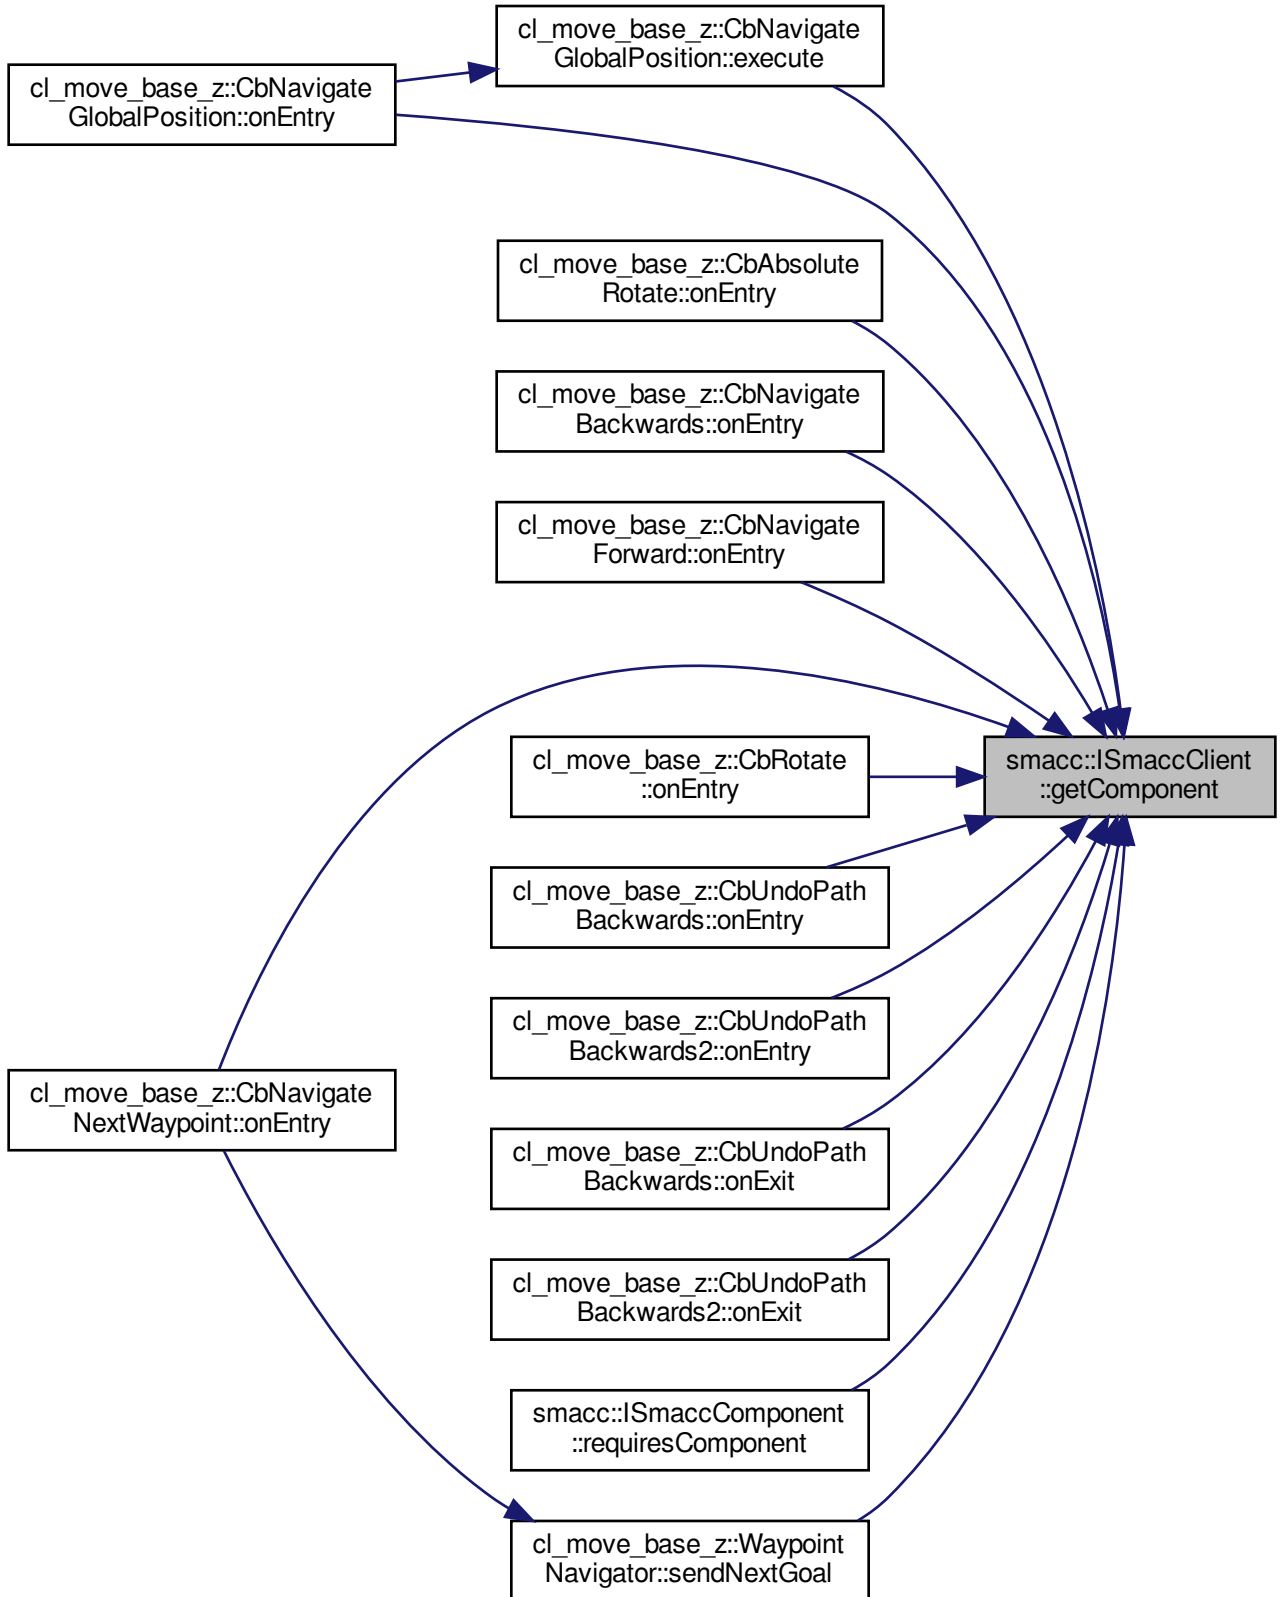 cl_move_base_z::CbNavigate
GlobalPosition::execute
cl_move_base_z::CbNavigate
GlobalPosition::onEntry
cl_move_base_z::CbAbsolute
Rotate::onEntry
cl_move_base_z::CbNavigate
Backwards::onEntry
cl_move_base_z::CbNavigate
Forward::onEntry
smacc::ISmaccClient
::getComponent
cl_move_base_z::CbRotate
::onEntry
cl_move_base_z::CbUndoPath
Backwards::onEntry
cl_move_base_z::CbUndoPath
Backwards2::onEntry
cl_move_base_z::CbNavigate
NextWaypoint::onEntry
cl_move_base_z::CbUndoPath
Backwards::onExit
cl_move_base_z::CbUndoPath
Backwards2::onExit
smacc::ISmaccComponent
::requiresComponent
cl_move_base_z::Waypoint
Navigator::sendNextGoal